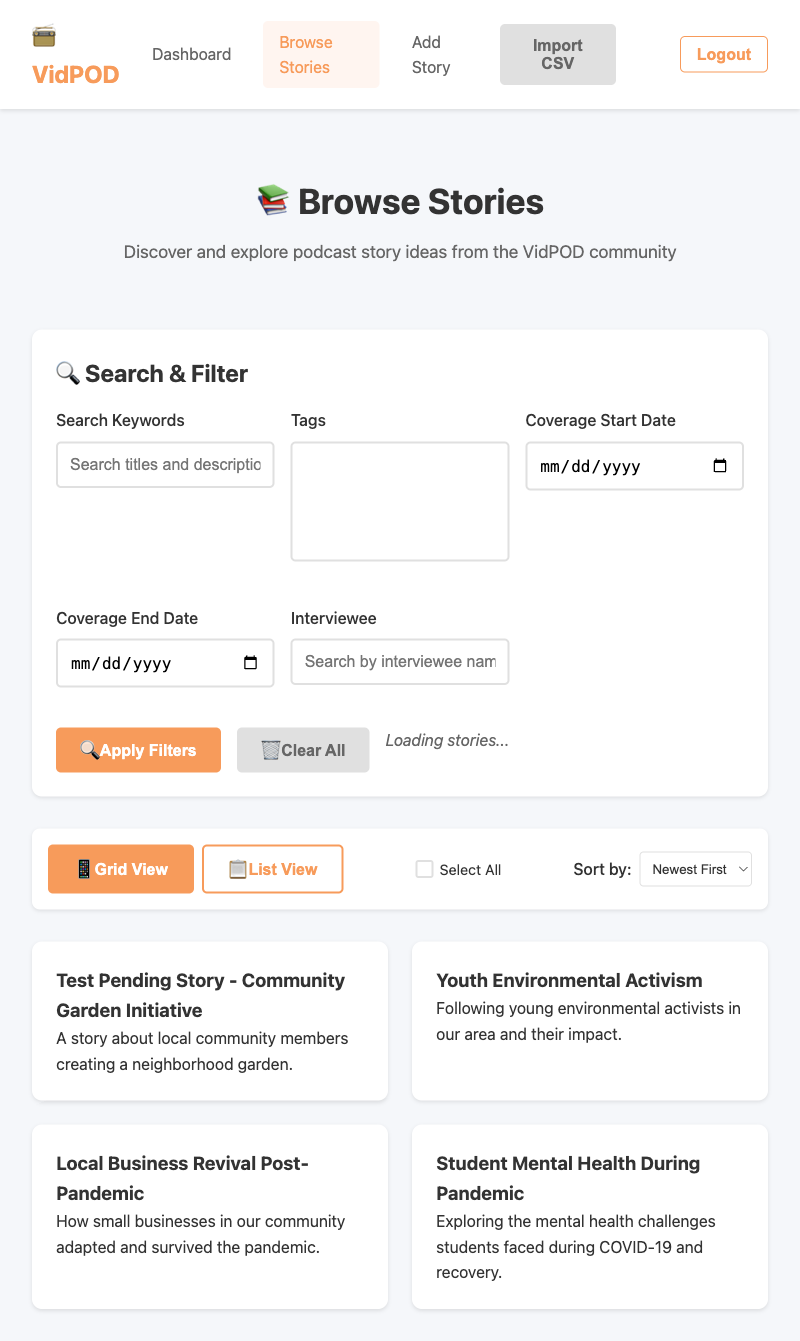 VidPOD
Dashboard
Browse
Stories
Add
Story
Import
CSV
Logout
Browse Stories
Discover and explore podcast story ideas from the VidPOD community
Search & Filter
Search Keywords
Tags
Coverage Start Date
Search titles and descriptio
mm/dd/yyyy
Coverage End Date
Interviewee
mm/dd/yyyy
Search by interviewee nam
Apply Filters
Clear All
Loading stories...
Grid View
List View
Select All
Sort by:
Newest First
Test Pending Story - Community
Garden Initiative
A story about local community members
creating a neighborhood garden.
Youth Environmental Activism
Following young environmental activists in
our area and their impact.
Local Business Revival Post-
Pandemic
How small businesses in our community
adapted and survived the pandemic.
Student Mental Health During
Pandemic
Exploring the mental health challenges
students faced during COVID-19 and
recovery.